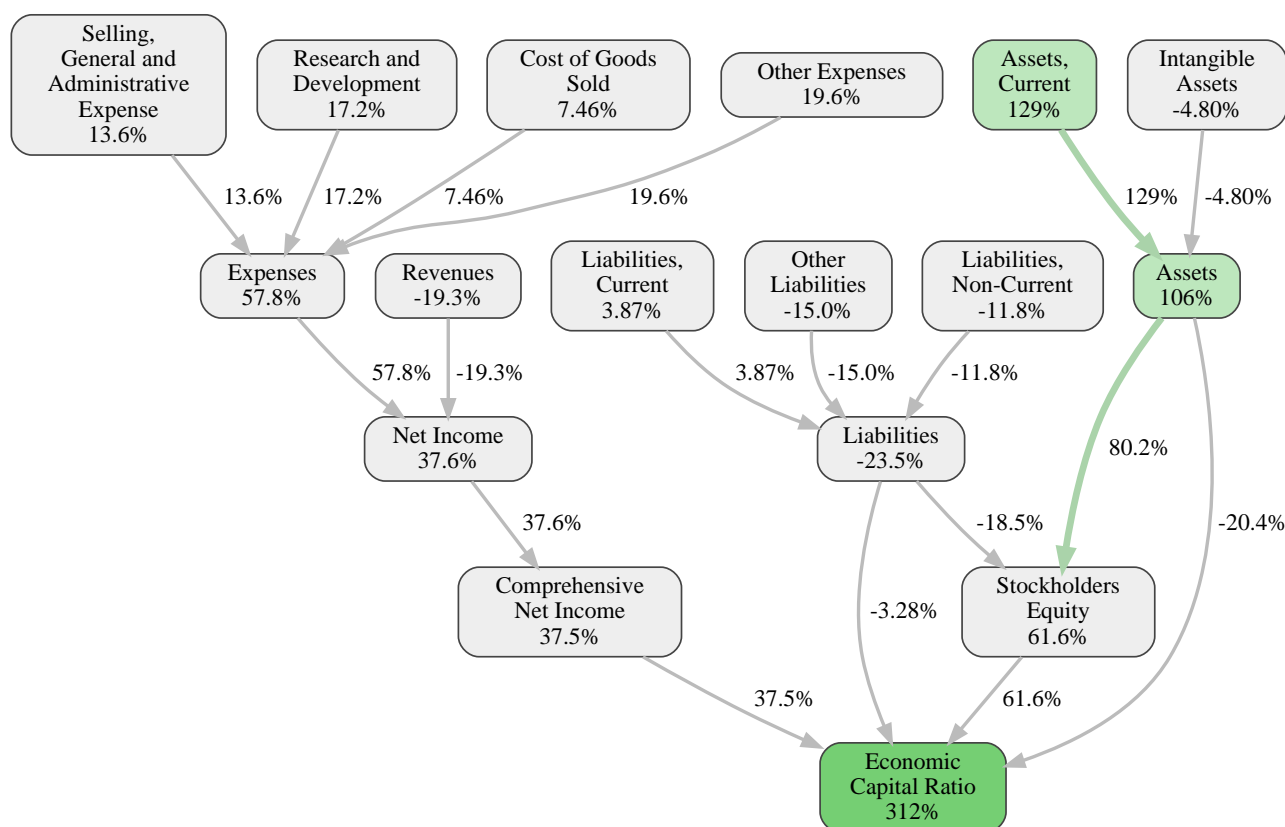 Selling,
General and
Administrative
Expense
13.6%
Research and
Development
17.2%
Cost of Goods
Sold
7.46%
Other Expenses
19.6%
Assets,
Current
129%
Intangible
Assets
-4.80%
13.6%
17.2%
7.46%
19.6%
129%
-4.80%
Expenses
57.8%
Revenues
-19.3%
Liabilities,
Current
3.87%
Other
Liabilities
-15.0%
Liabilities,
Non-Current
-11.8%
Assets
106%
57.8%
-19.3%
3.87%
-15.0%
-11.8%
Net Income
37.6%
Liabilities
-23.5%
80.2%
37.6%
-18.5%
-20.4%
Comprehensive
Net Income
37.5%
-3.28%
Stockholders
Equity
61.6%
37.5%
61.6%
Economic
Capital Ratio
312%